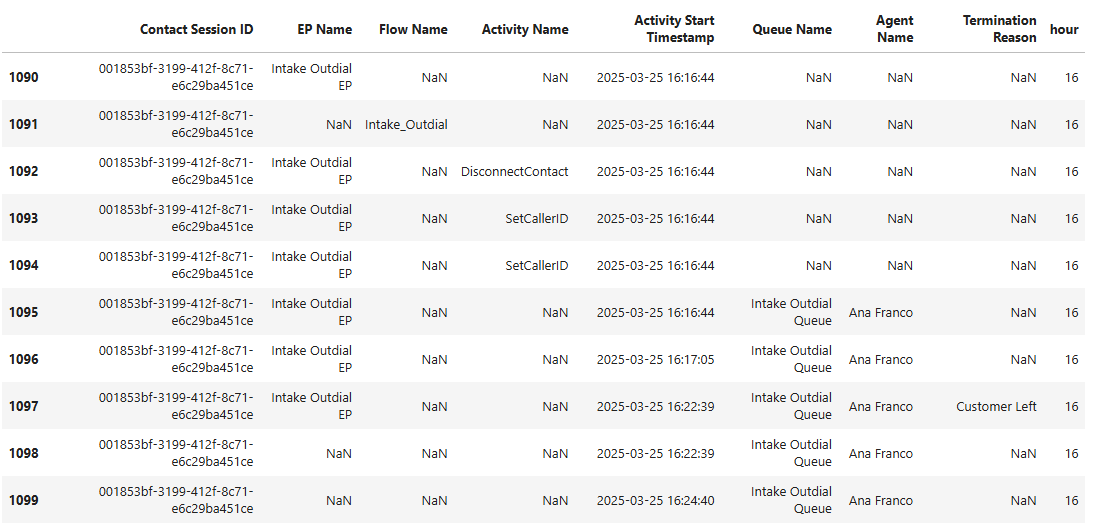 Contact Session ID EP Name Flow Name Activity Name Activity Start Timestamp Queue Name Agent Name Termination Reason hour
1090 001853bf-3199-412f-8c71-e6c29ba451ce Intake Outdial EP NaN NaN 2025-03-25 16:16:44 NaN NaN NaN 16
1091 001853bf-3199-412f-8c71-e6c29ba451ce NaN Intake_Outdial NaN 2025-03-25 16:16:44 NaN NaN NaN 16
1092 001853bf-3199-412f-8c71-e6c29ba451ce Intake Outdial EP NaN DisconnectContact 2025-03-25 16:16:44 NaN NaN NaN 16
1093 001853bf-3199-412f-8c71-e6c29ba451ce Intake Outdial EP NaN SetCallerID 2025-03-25 16:16:44 NaN NaN NaN 16
1094 001853bf-3199-412f-8c71-e6c29ba451ce Intake Outdial EP NaN SetCallerID 2025-03-25 16:16:44 NaN NaN NaN 16
1095 001853bf-3199-412f-8c71-e6c29ba451ce Intake Outdial EP NaN NaN 2025-03-25 16:16:44 Intake Outdial Queue Ana Franco NaN 16
1096 001853bf-3199-412f-8c71-e6c29ba451ce Intake Outdial EP NaN NaN 2025-03-25 16:17:05 Intake Outdial Queue Ana Franco NaN 16
1097 001853bf-3199-412f-8c71-e6c29ba451ce Intake Outdial EP NaN NaN 2025-03-25 16:22:39 Intake Outdial Queue Ana Franco Customer Left 16
1098 001853bf-3199-412f-8c71-e6c29ba451ce NaN NaN NaN 2025-03-25 16:22:39 Intake Outdial Queue Ana Franco NaN 16
1099 001853bf-3199-412f-8c71-e6c29ba451ce NaN NaN NaN 2025-03-25 16:24:40 Intake Outdial Queue Ana Franco NaN 16